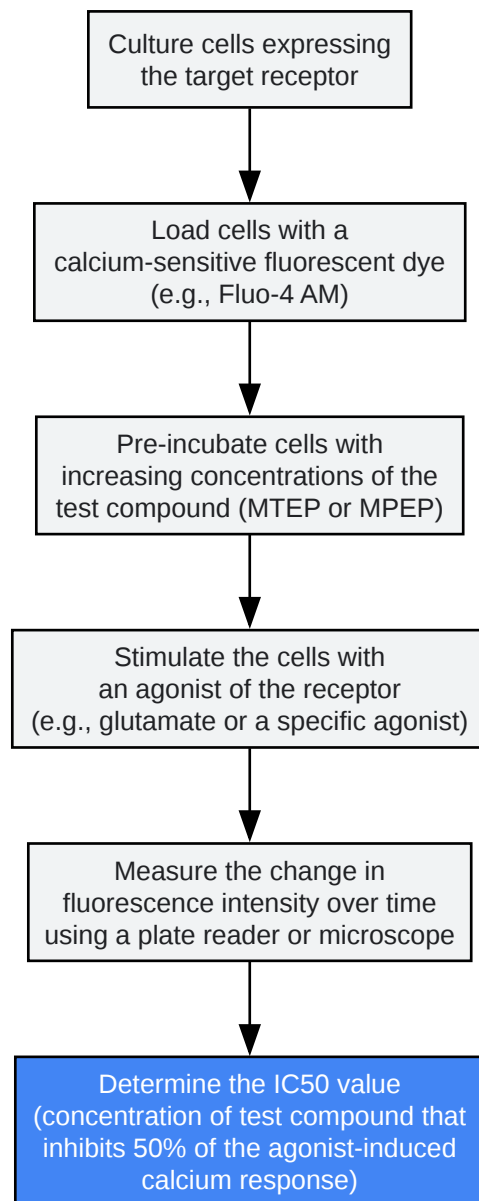 Culture cells expressing
the target receptor
Load cells with a
calcium-sensitive fluorescent dye
(e.g., Fluo-4 AM)
Pre-incubate cells with
increasing concentrations of the
test compound (MTEP or MPEP)
Stimulate the cells with
an agonist of the receptor
(e.g., glutamate or a specific agonist)
Measure the change in
fluorescence intensity over time
using a plate reader or microscope
Determine the IC50 value
(concentration of test compound that
inhibits 50% of the agonist-induced
calcium response)